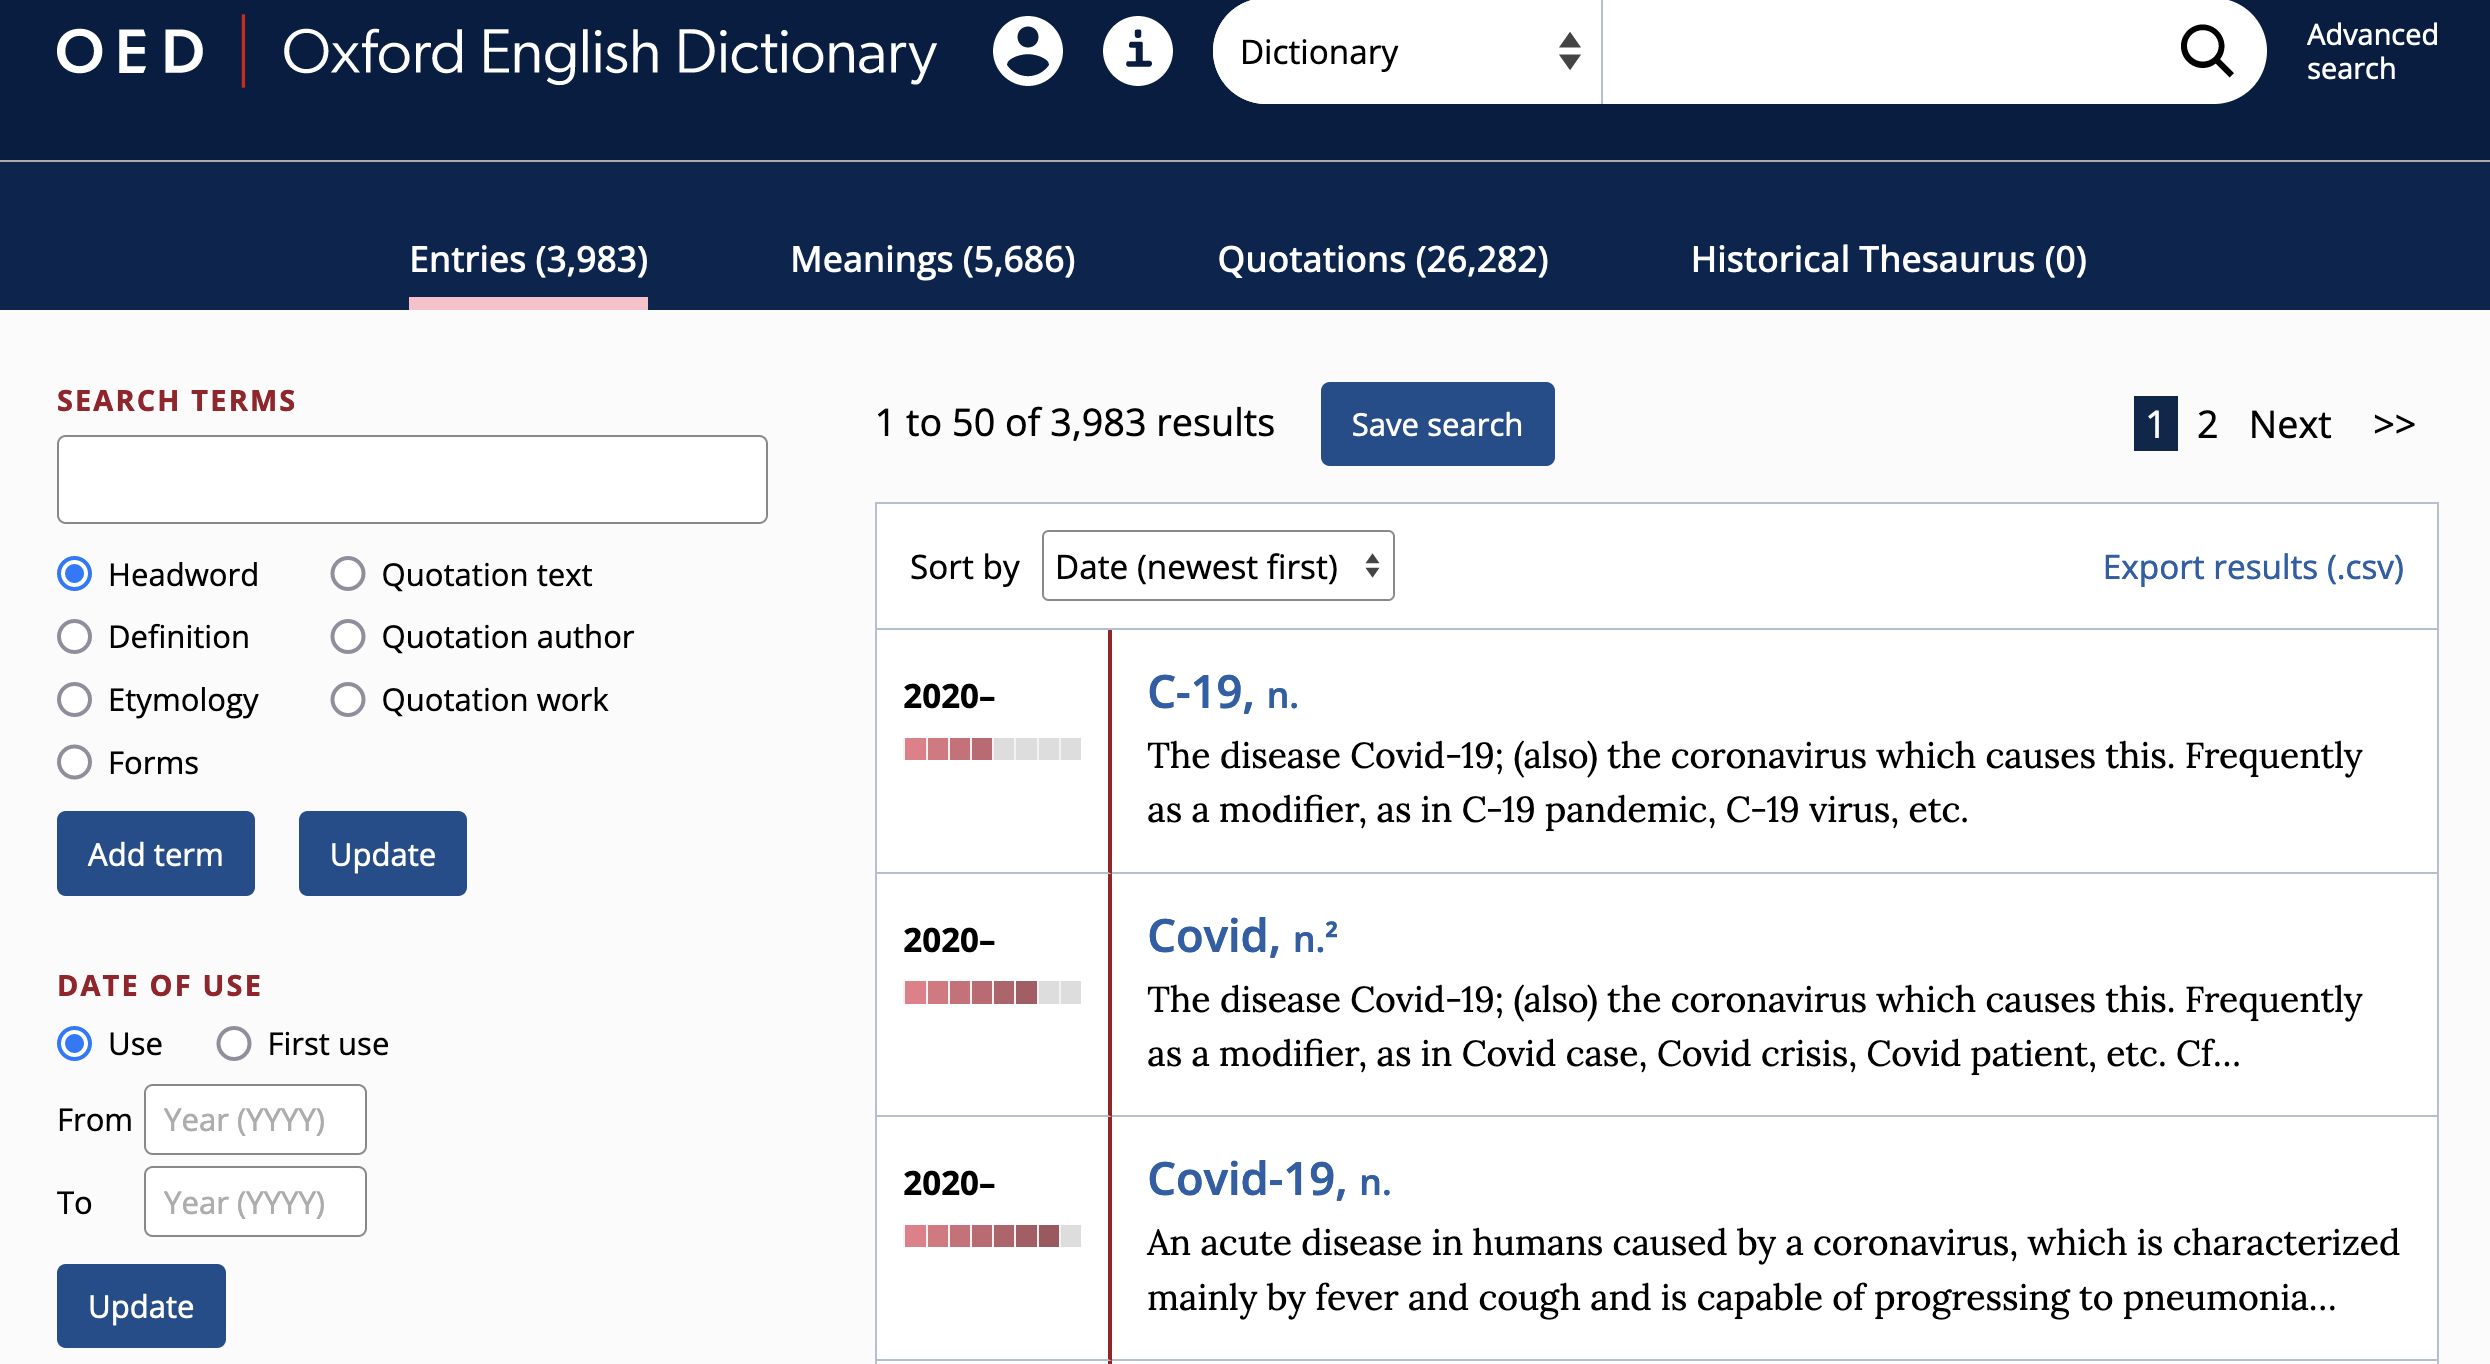 OED | Oxford English Dictionary
Dictionary
Advanced
search
Entries (3,983)
Meanings (5,686)
Quotations (26,282)
Historical Thesaurus (0)
SEARCH TERMS
Headword
Quotation text
Definition
Quotation author
Etymology
Quotation work
Forms
Add term
Update
DATE OF USE
Use
First use
From
Year (YYYY)
To
Year (YYYY)
Update
1 to 50 of 3,983 results
Save search
1 2 Next >>
Sort by
Date (newest first)
Export results (.csv)
2020–
C-19, n.
The disease Covid-19; (also) the coronavirus which causes this. Frequently
as a modifier, as in C-19 pandemic, C-19 virus, etc.
2020–
Covid, n.²
The disease Covid-19; (also) the coronavirus which causes this. Frequently
as a modifier, as in Covid case, Covid crisis, Covid patient, etc. Cf...
2020–
Covid-19, n.
An acute disease in humans caused by a coronavirus, which is characterized
mainly by fever and cough and is capable of progressing to pneumonia...